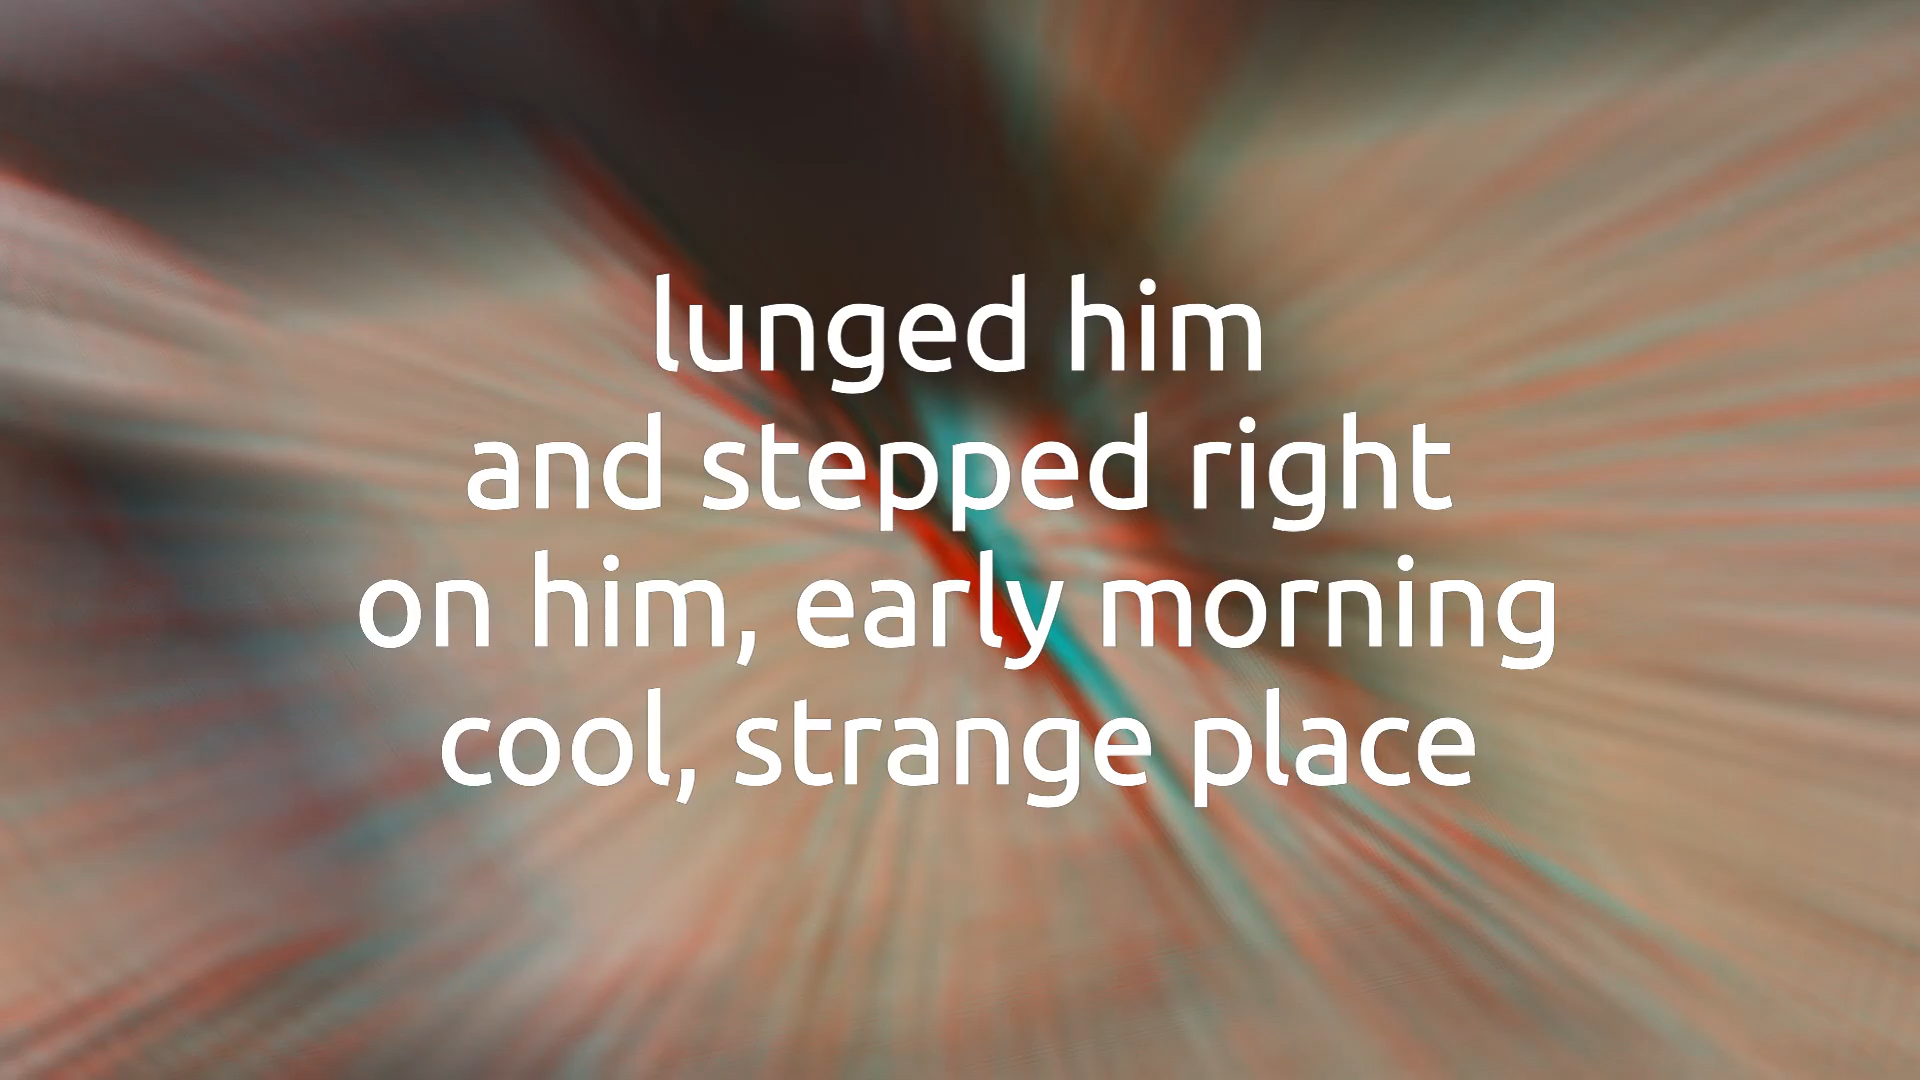 lunged him
and stepped right
on him, early morning
cool, strange place